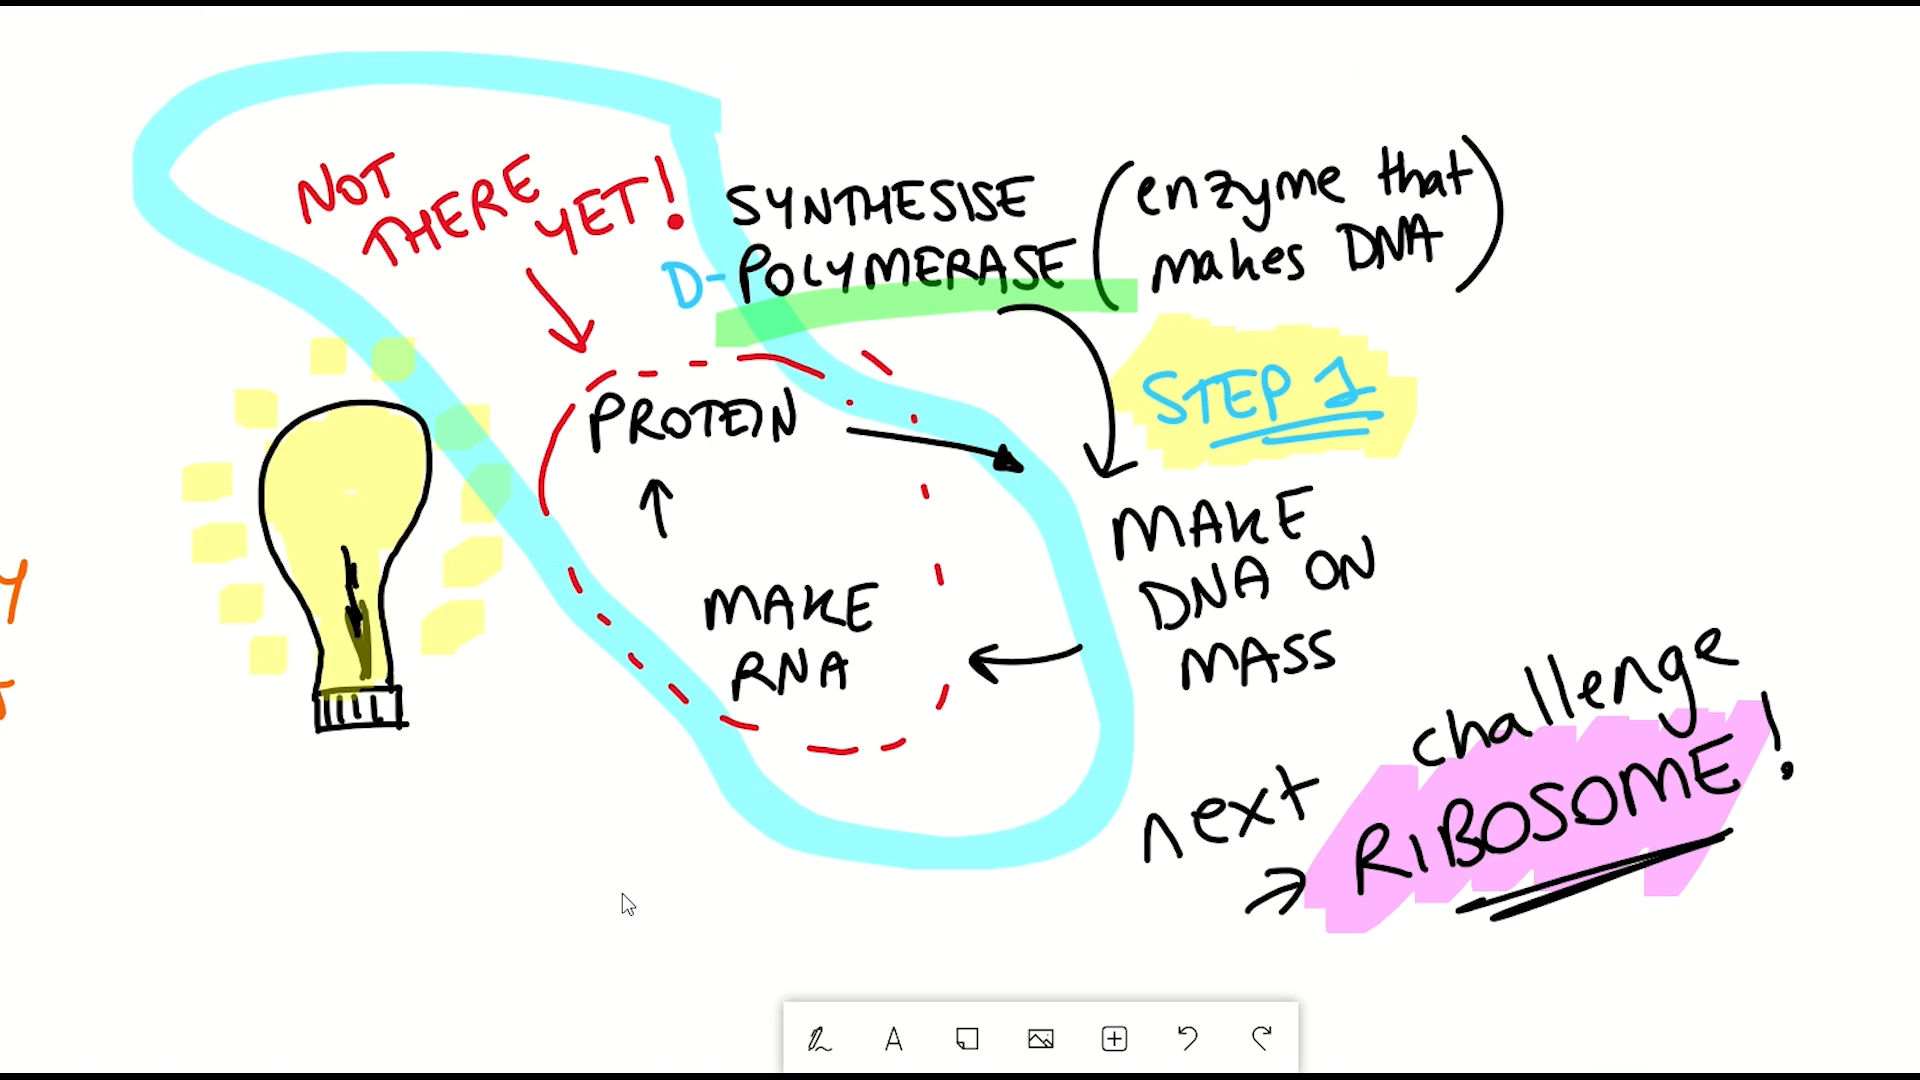 NOT
THERE
YET!
SYNTHESISE
D-POLYMERASE
(enzyme that
makes DNA)
STEP 1
PROTEIN
MAKE
DNA ON
MASS
MAKE
RNA
next challenge
→ RIBOSOME!
Y
A